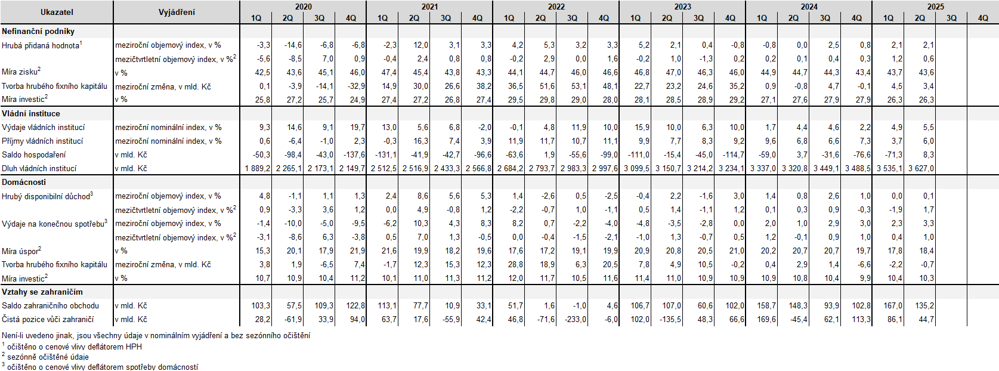 Ukazatel Vyjádření 2020 2021 2022 2023 2024 2025
1Q 2Q 3Q 4Q 1Q 2Q 3Q 4Q 1Q 2Q 3Q 4Q 1Q 2Q 3Q 4Q 1Q 2Q 3Q 4Q 1Q 2Q 3Q 4Q
Nefinanční podniky
Hrubá přidaná hodnota1 meziroční objemový index, v % -3,3 -14,6 -6,8 -6,8 -2,3 12,0 3,1 3,3 4,2 5,3 3,2 3,3 5,2 2,1 0,4 -0,8 -0,8 0,0 2,5 0,8 2,1 2,1
mezičtvrtletní objemový index, v %2 -5,6 -8,5 7,0 0,9 -0,4 2,4 0,8 0,8 -0,2 2,9 0,0 1,6 -0,2 1,0 -1,3 0,2 0,2 0,1 0,4 0,3 1,2 0,6
Míra zisku2 v % 42,5 43,6 45,1 46,0 47,4 45,4 43,8 43,3 44,1 44,7 46,0 46,6 46,8 47,0 46,3 46,0 44,9 44,7 44,3 43,4 43,7 43,6
Tvorba hrubého fixního kapitálu meziroční změna, v mld. Kč 0,1 -3,9 -14,1 -32,9 14,9 30,0 26,6 38,2 36,5 51,6 53,1 48,1 22,7 23,2 24,6 35,2 0,9 -0,8 4,7 -0,1 4,5 3,4
Míra investic2 v % 25,8 27,2 25,7 24,9 27,4 27,2 26,8 27,4 29,5 29,8 29,0 28,0 28,1 28,5 28,9 29,2 27,1 27,6 27,9 27,9 26,3 26,3
Vládní instituce
Výdaje vládních institucí meziroční nominální index, v % 9,3 14,6 9,1 19,7 13,0 5,6 6,8 -2,0 -0,1 4,8 11,9 10,0 15,9 10,0 6,3 10,0 1,7 4,4 4,6 2,2 4,9 5,5
Příjmy vládních institucí meziroční nominální index, v % 0,6 -6,4 -1,0 2,3 -0,3 16,3 7,4 3,9 11,9 11,7 10,7 11,1 9,9 7,7 8,3 9,2 9,6 6,8 6,6 7,3 3,7 6,0
Saldo hospodaření v mld. Kč -50,3 -98,4 -43,0 -137,6 -131,1 -41,9 -42,7 -96,6 -63,6 1,9 -55,6 -99,0 -111,0 -15,4 -45,0 -114,7 -59,0 3,7 -31,6 -76,6 -71,3 8,3
Dluh vládních institucí v mld. Kč 1 889,2 2 265,1 2 173,1 2 149,7 2 512,5 2 516,9 2 433,3 2 566,8 2 684,2 2 793,7 2 983,3 2 997,6 3 099,5 3 150,7 3 214,2 3 234,1 3 337,0 3 320,8 3 449,1 3 488,5 3 535,1 3 627,0
Domácnosti
Hrubý disponibilní důchod3 meziroční objemový index, v % 4,8 -1,1 1,1 1,3 2,4 8,6 5,6 5,3 1,4 -2,6 0,5 -2,5 -0,4 2,2 -1,6 3,0 1,4 0,8 2,6 1,0 0,0 0,1
mezičtvrtletní objemový index, v %2 0,9 -3,3 3,6 1,2 0,0 4,9 -0,8 1,2 -2,2 -0,7 1,0 -1,1 0,5 1,4 -1,1 1,2 0,1 0,3 0,9 -0,3 -1,9 1,7
Výdaje na konečnou spotřebu3 meziroční objemový index, v % -1,4 -10,0 -5,0 -9,5 -6,2 10,3 4,3 8,3 8,2 0,7 -2,2 -4,0 -4,8 -3,5 -2,8 0,0 2,0 1,0 2,9 3,0 2,3 3,3
mezičtvrtletní objemový index, v %2 -3,1 -8,6 6,3 -3,8 0,5 7,0 1,3 -0,5 0,0 -0,4 -1,5 -2,1 -1,0 1,3 -0,7 0,5 1,2 -0,1 0,9 1,0 0,4 1,0
Míra úspor2 v % 15,3 20,1 17,9 21,9 21,6 19,9 18,2 19,6 17,6 17,2 19,1 19,9 20,9 20,8 20,5 21,0 20,2 20,7 20,7 19,7 17,8 18,4
Tvorba hrubého fixního kapitálu meziroční změna, v mld. Kč 3,8 1,9 -6,5 7,4 -1,7 12,3 15,3 12,3 28,8 18,9 6,3 20,5 7,8 4,9 10,5 -0,2 0,4 2,9 1,4 -6,6 -2,2 -0,7
Míra investic2 v % 10,7 10,9 10,4 11,2 10,1 11,0 11,3 11,2 12,0 11,7 10,5 11,6 11,4 11,0 10,9 10,9 10,9 10,8 10,4 9,9 10,4 10,3
Vztahy se zahraničím
Saldo zahraničního obchodu v mld. Kč 103,3 57,5 109,3 122,8 113,1 77,7 10,9 33,1 51,7 1,6 -1,0 4,6 106,7 107,0 60,6 102,0 158,7 148,3 93,9 102,8 167,0 135,2
Čistá pozice vůči zahraničí v mld. Kč 28,2 -61,9 33,9 94,0 63,7 17,6 -55,9 42,4 46,8 -71,6 -233,0 -6,0 102,0 -135,5 48,3 66,6 169,6 -45,4 62,1 113,3 86,1 44,7
Není-li uvedeno jinak, jsou všechny údaje v nominálním vyjádření a bez sezónního očištění
1 očištěno o cenové vlivy deflátorem HPH
2 sezónně očištěné údaje
3 očištěno o cenové vlivy deflátorem spotřeby domácností